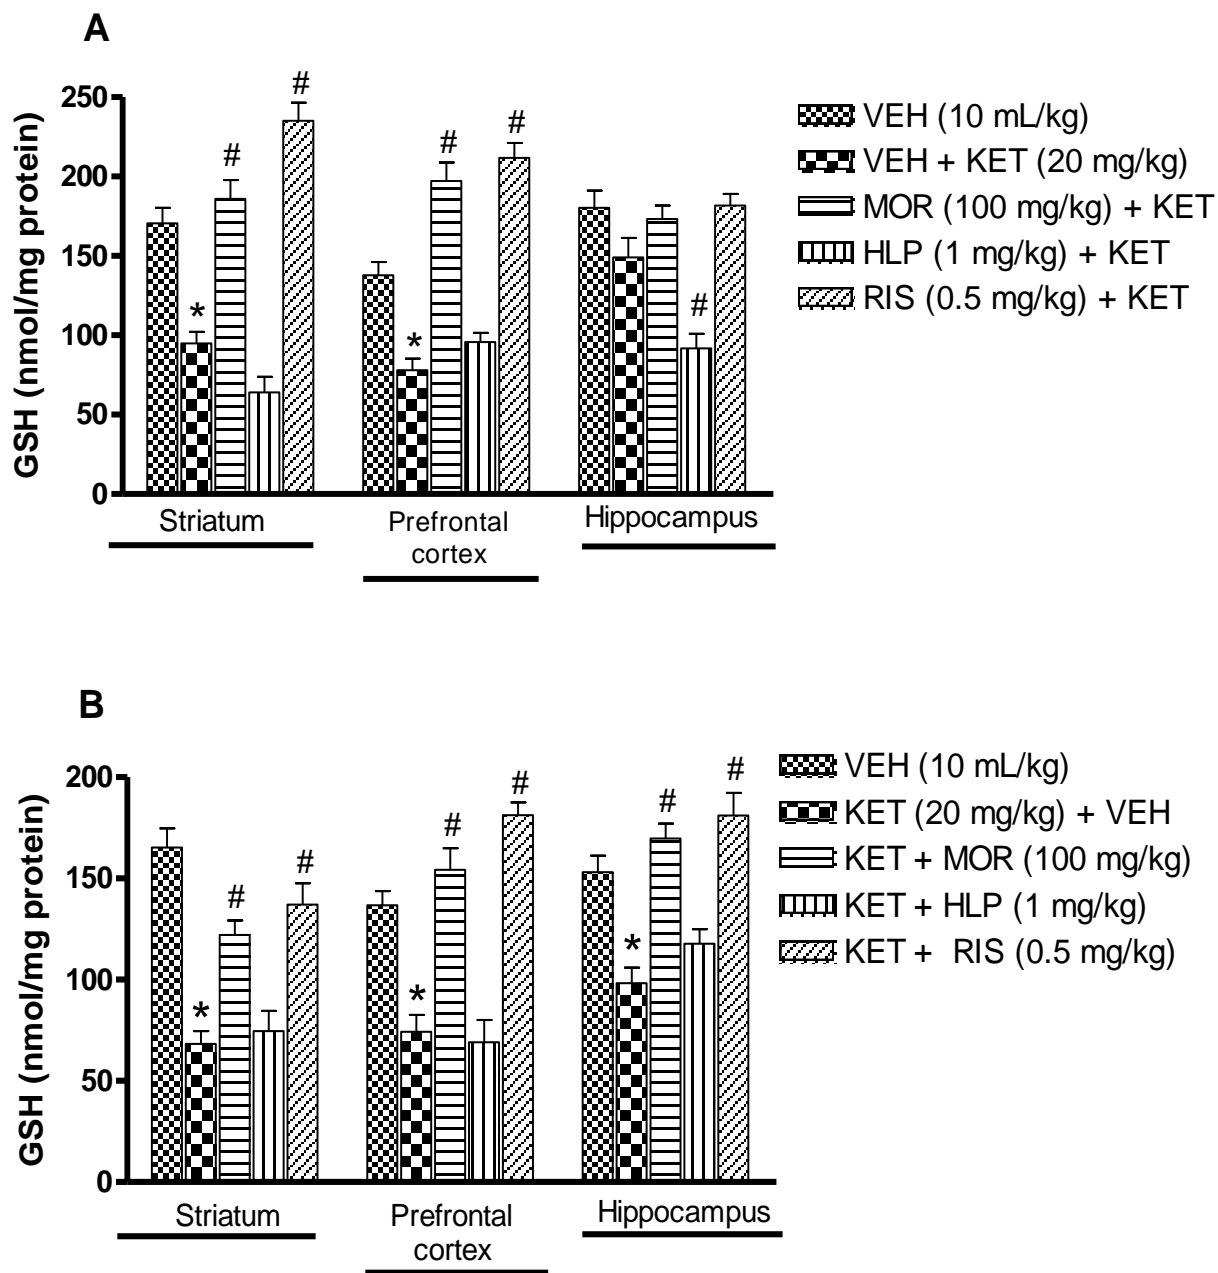 A
GSH (nmol/mg protein)
250
200
150
100
50
0
#
#
#
#
*
*
#
Striatum
Prefrontal
cortex
Hippocampus
VEH (10 mL/kg)
VEH + KET (20 mg/kg)
MOR (100 mg/kg) + KET
HLP (1 mg/kg) + KET
RIS (0.5 mg/kg) + KET
B
GSH (nmol/mg protein)
200
150
100
50
0
#
#
#
#
#
#
*
*
*
Striatum
Prefrontal
cortex
Hippocampus
VEH (10 mL/kg)
KET (20 mg/kg) + VEH
KET + MOR (100 mg/kg)
KET + HLP (1 mg/kg)
KET + RIS (0.5 mg/kg)